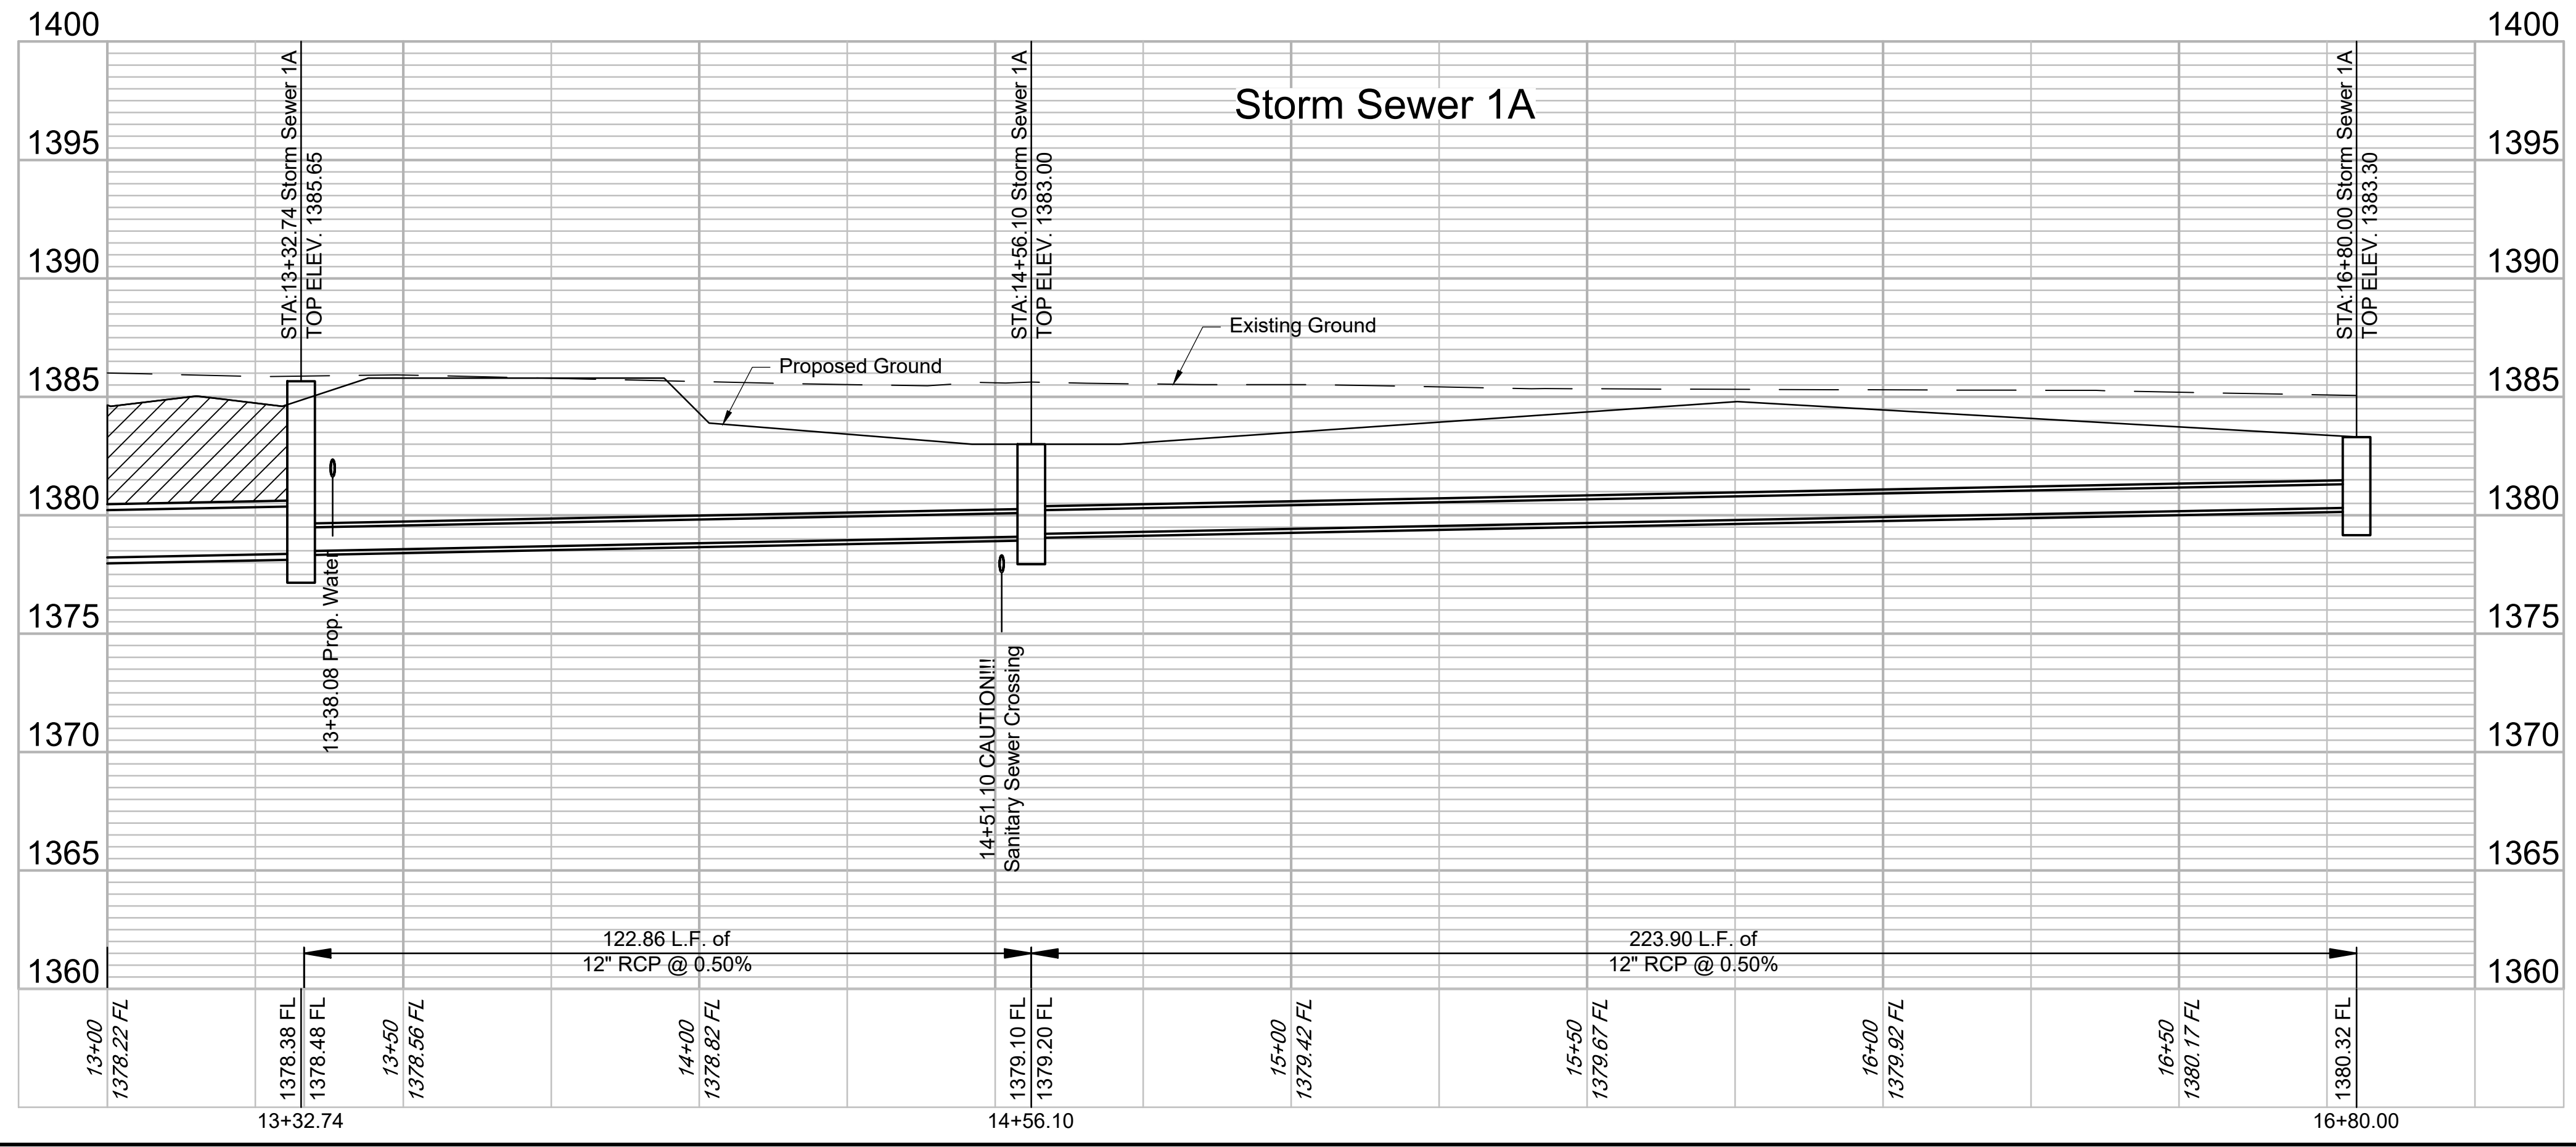 Storm Sewer 1A
1400
1395
1390
1385
1380
1375
1370
1365
1360
1400
1395
1390
1385
1380
1375
1370
1365
1360
STA:13+32.74 Storm Sewer 1A
TOP ELEV. 1385.65
STA:14+56.10 Storm Sewer 1A
TOP ELEV. 1383.00
STA:16+80.00 Storm Sewer 1A
TOP ELEV. 1383.30
Existing Ground
Proposed Ground
13+38.08 Prop. Water
14+51.10 CAUTION!!!
Sanitary Sewer Crossing
122.86 L.F. of
12" RCP @ 0.50%
223.90 L.F. of
12" RCP @ 0.50%
13+00
1378.22 FL
1378.38 FL
1378.48 FL
13+50
1378.56 FL
14+00
1378.82 FL
1379.10 FL
1379.20 FL
15+00
1379.42 FL
15+50
1379.67 FL
16+00
1379.92 FL
16+50
1380.17 FL
1380.32 FL
13+32.74
14+56.10
16+80.00